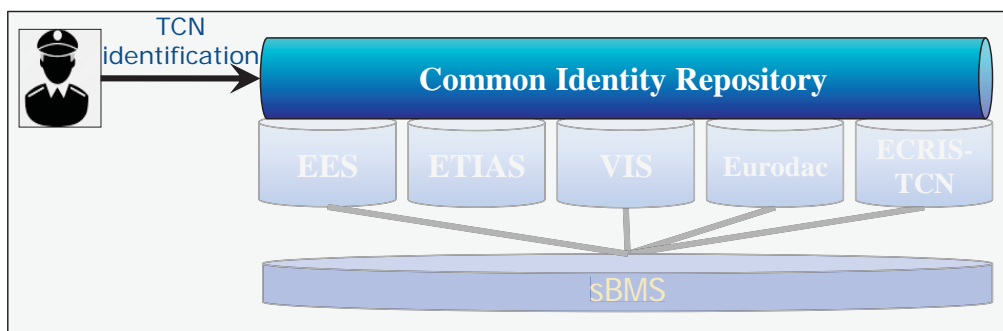 TCN
identification
Common Identity Repository
EES
ETIAS
VIS
Eurodac
ECRIS-
TCN
sBMS